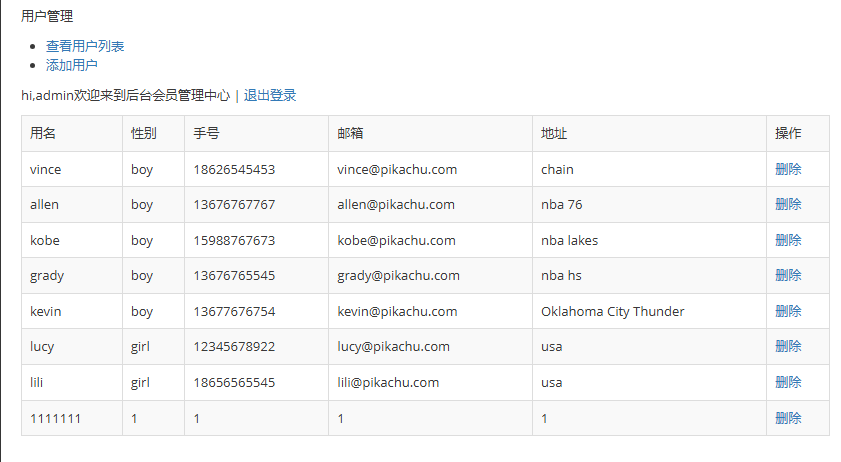 用户管理
查看用户列表
添加用户
hi,admin欢迎来到后台会员管理中心 | 退出登录
用名 性别 手号 邮箱 地址 操作
vince boy 18626545453 vince@pikachu.com chain 删除
allen boy 13676767767 allen@pikachu.com nba 76 删除
kobe boy 15988767673 kobe@pikachu.com nba lakes 删除
grady boy 13676765545 grady@pikachu.com nba hs 删除
kevin boy 13677676754 kevin@pikachu.com Oklahoma City Thunder 删除
lucy girl 12345678922 lucy@pikachu.com usa 删除
lili girl 18656565545 lili@pikachu.com usa 删除
1111111 1 1 1 1 删除